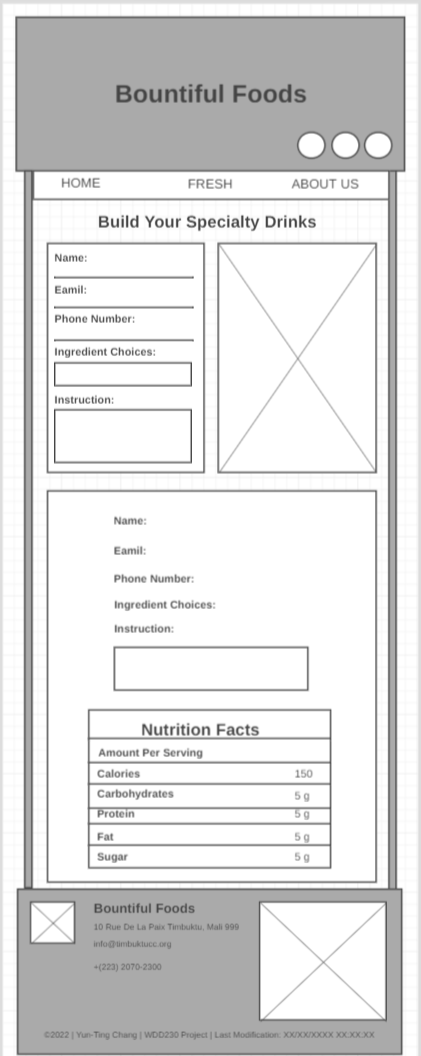 Bountiful Foods
HOME FRESH ABOUT US
Build Your Specialty Drinks
Name:
Eamil:
Phone Number:
Ingredient Choices:
Instruction:
Name:
Eamil:
Phone Number:
Ingredient Choices:
Instruction:
Nutrition Facts
Amount Per Serving
Calories 150
Carbohydrates 5 g
Protein 5 g
Fat 5 g
Sugar 5 g
Bountiful Foods
10 Rue De La Paix Timbuktu, Mali 999
info@timbuktucc.org
+(223) 2070-2300
©2022 | Yun-Ting Chang | WDD230 Project | Last Modification: XX/XX/XXXX XX:XX:XX